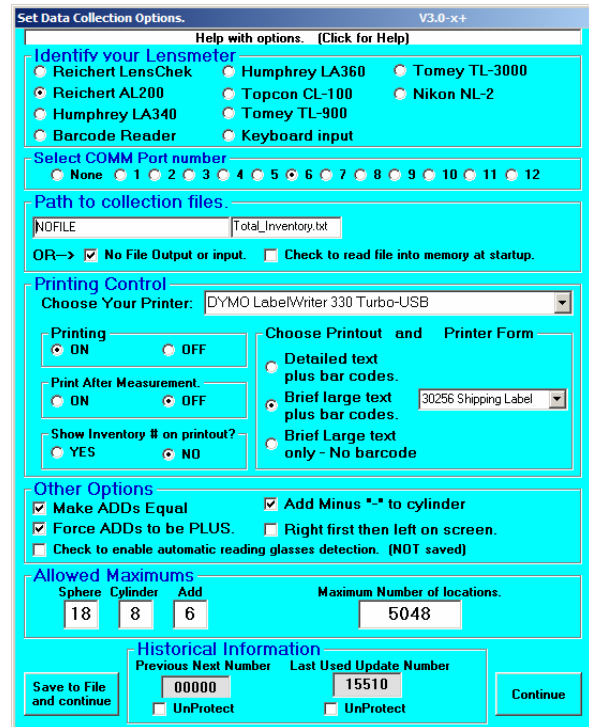 Set Data Collection Options. V3.0-x+
Help with options. (Click for Help)
Identify your Lensmeter
Reichert LensChek Humphrey LA360 Tomey TL-3000
Reichert AL200 Topcon CL-100 Nikon NL-2
Humphrey LA340 Tomey TL-900
Barcode Reader Keyboard input
Select COMM Port number
None 1 2 3 4 5 6 7 8 9 10 11 12
Path to collection files.
NOFILE Total_Inventory.txt
OR--> No File Output or input. Check to read file into memory at startup.
Printing Control
Choose Your Printer: DYMO LabelWriter 330 Turbo-USB
Printing
ON OFF
Print After Measurement.
ON OFF
Show Inventory # on printout?
YES NO
Choose Printout and Printer Form
Detailed text
plus bar codes.
Brief large text
plus bar codes. 30256 Shipping Label
Brief Large text
only - No barcode
Other Options
Make ADDs Equal Add Minus "-" to cylinder
Force ADDs to be PLUS. Right first then left on screen.
Check to enable automatic reading glasses detection. (NOT saved)
Allowed Maximums
Sphere Cylinder Add Maximum Number of locations.
18 8 6 5048
Historical Information
Previous Next Number Last Used Update Number
00000 15510
UnProtect UnProtect
Save to File
and continue
Continue